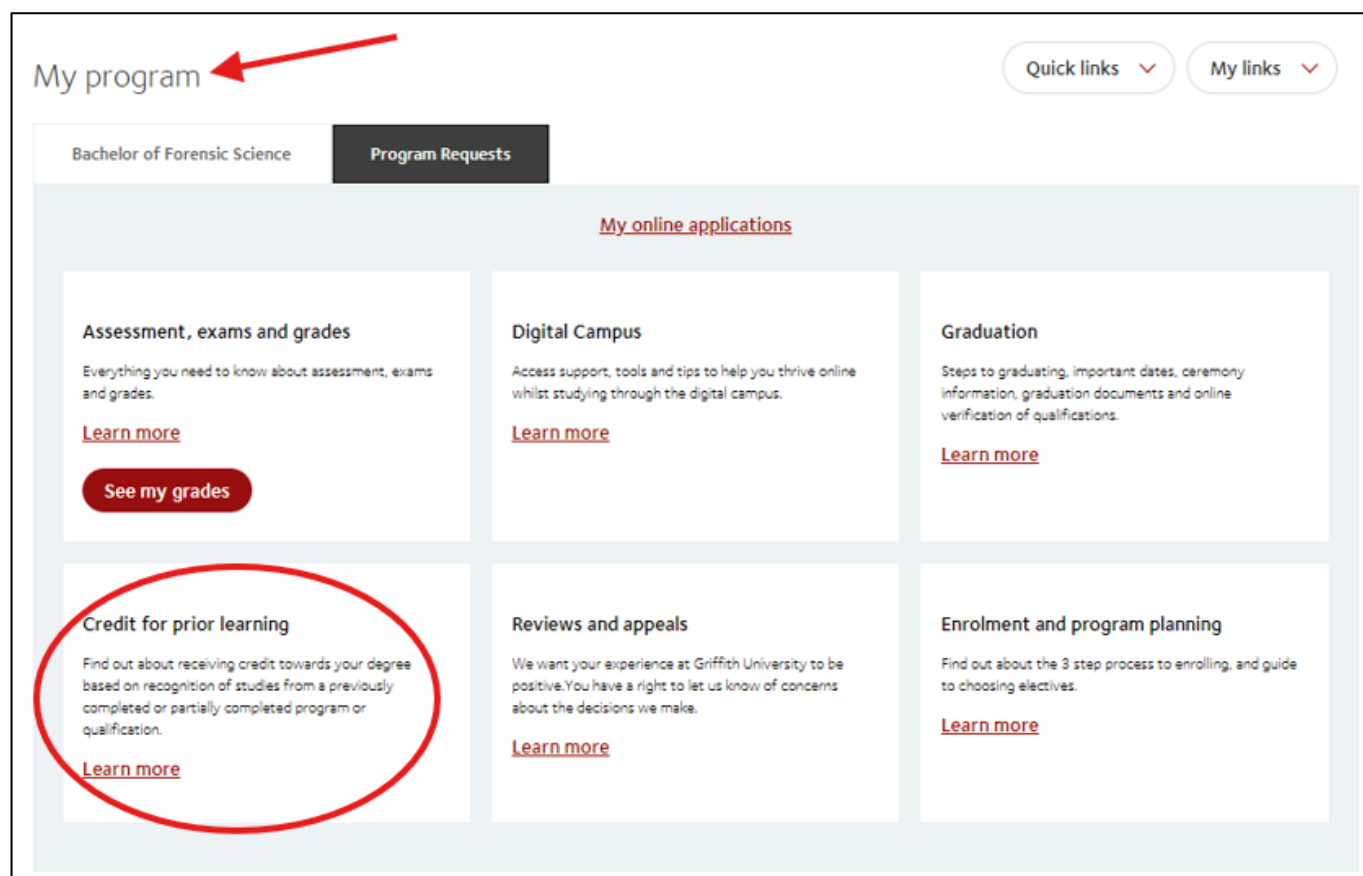 My program
Quick links
My links
Bachelor of Forensic Science
Program Requests
My online applications
Assessment, exams and grades
Everything you need to know about assessment, exams
and grades.
Learn more
See my grades
Digital Campus
Access support, tools and tips to help you thrive online
whilst studying through the digital campus.
Learn more
Graduation
Steps to graduating, important dates, ceremony
information, graduation documents and online
verification of qualifications.
Learn more
Credit for prior learning
Find out about receiving credit towards your degree
based on recognition of studies from a previously
completed or partially completed program or
qualification.
Learn more
Reviews and appeals
We want your experience at Griffith University to be
positive.You have a right to let us know of concerns
about the decisions we make.
Learn more
Enrolment and program planning
Find out about the 3 step process to enrolling, and guide
to choosing electives.
Learn more